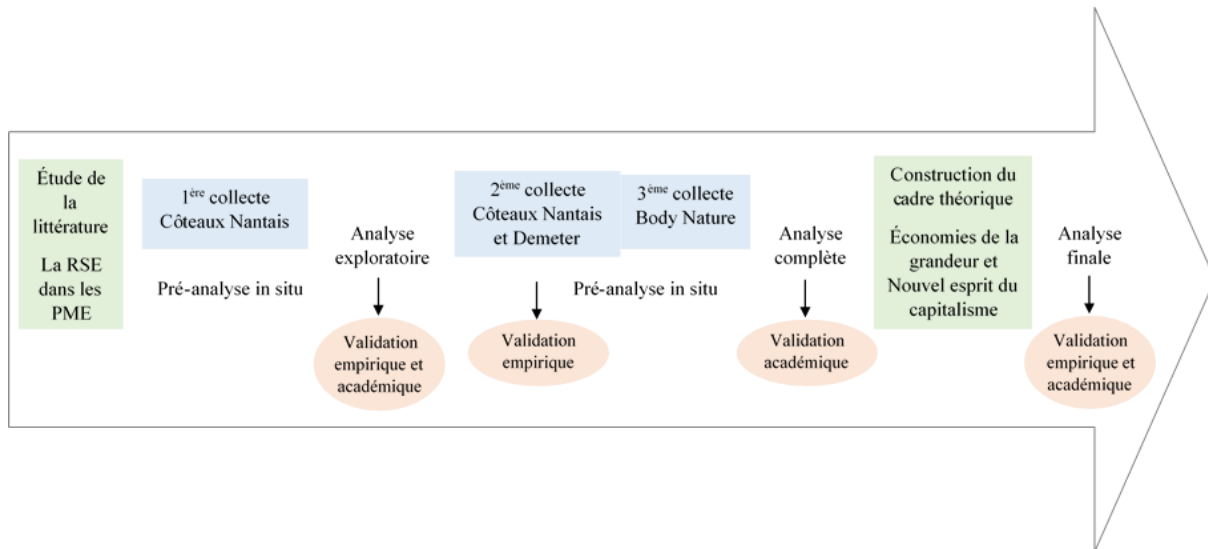 Étude de
la
littérature
La RSE
dans les
PME
1ère collecte
Côteaux Nantais
Pré-analyse in situ
Analyse
exploratoire
Validation
empirique et
académique
2ème collecte
Côteaux Nantais
et Demeter
3ème collecte
Body Nature
Pré-analyse in situ
Validation
empirique
Analyse
complète
Validation
académique
Construction du
cadre théorique
Économies de la
grandeur et
Nouvel esprit du
capitalisme
Analyse
finale
Validation
empirique et
académique